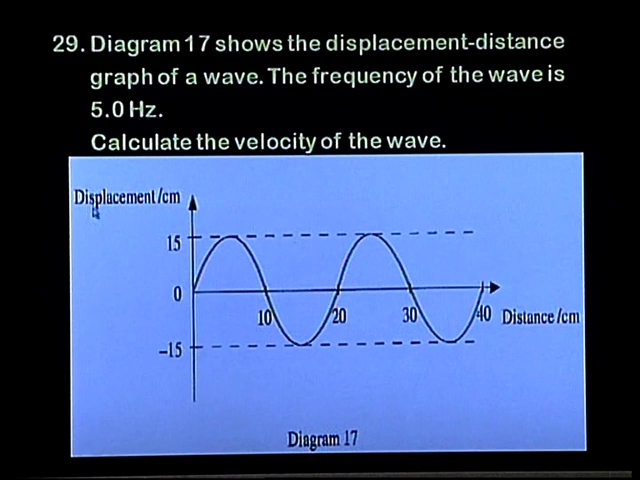 29. Diagram 17 shows the displacement-distance
graph of a wave. The frequency of the wave is
5.0 Hz.
Calculate the velocity of the wave.
Displacement/cm
15
0
10 20 30 40 Distance/cm
–15
Diagram 17